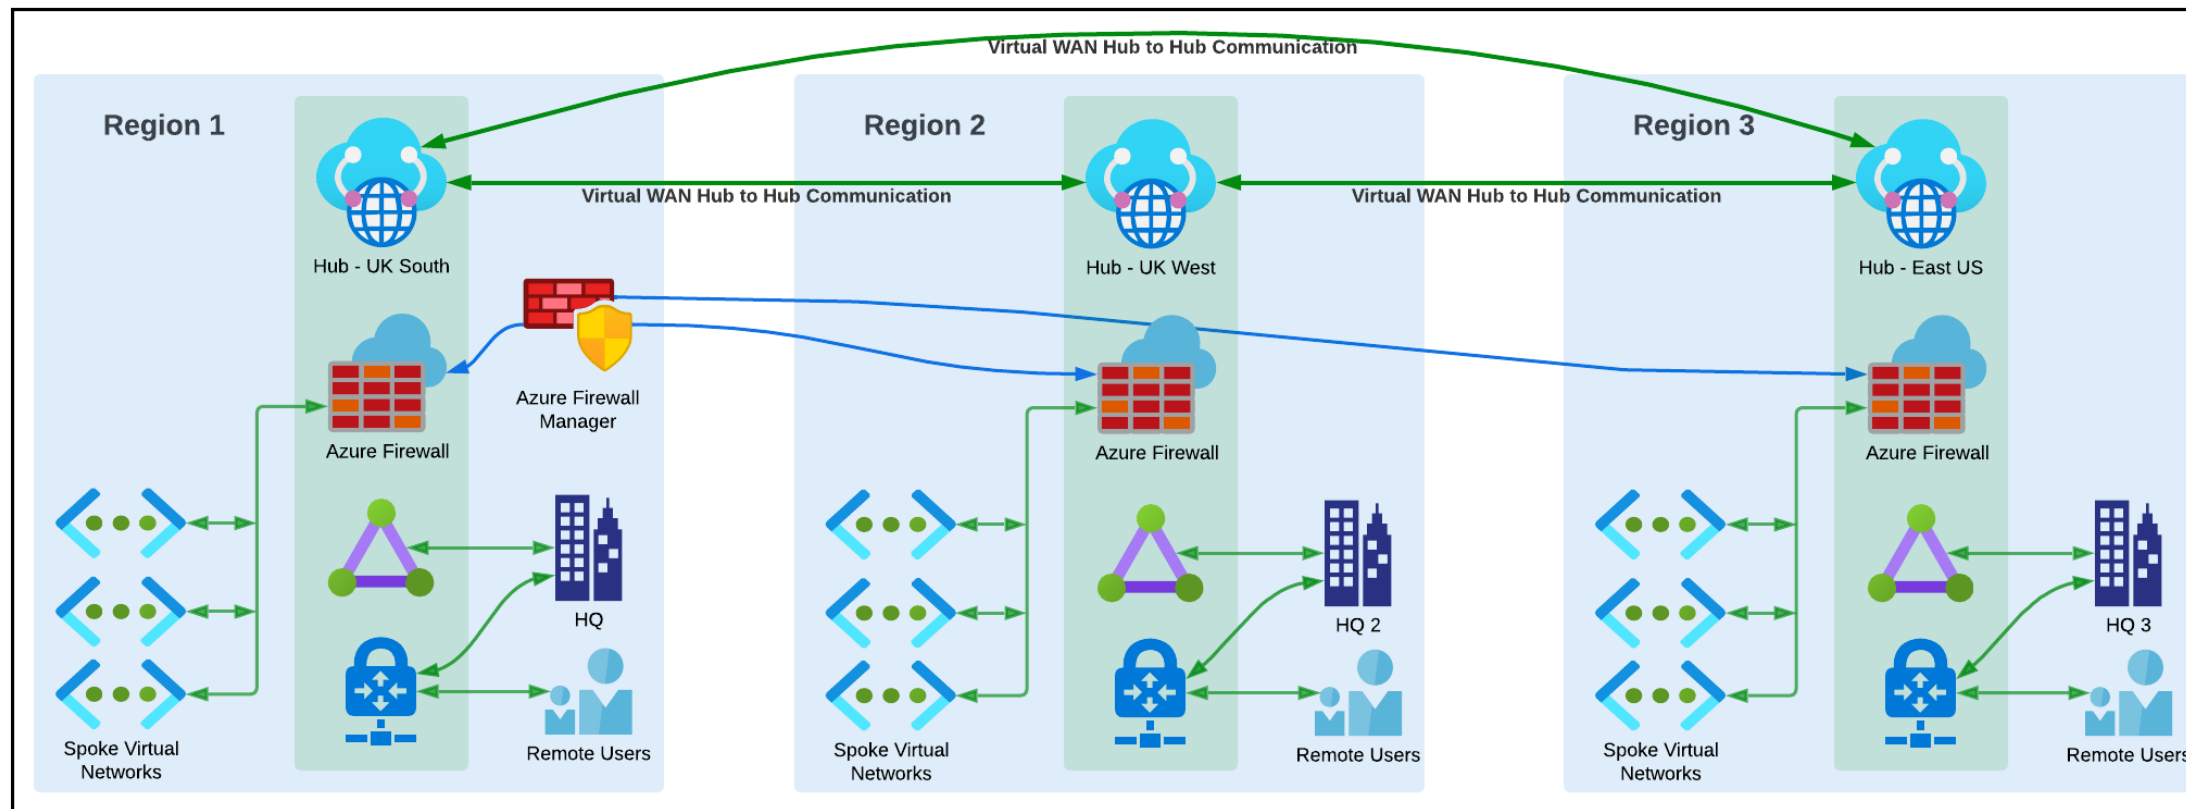 Virtual WAN Hub to Hub Communication
Region 1
Region 2
Region 3
Virtual WAN Hub to Hub Communication
Virtual WAN Hub to Hub Communication
Hub - UK South
Hub - UK West
Hub - East US
Azure Firewall
Manager
Azure Firewall
Azure Firewall
Azure Firewall
HQ
HQ 2
HQ 3
Spoke Virtual
Networks
Remote Users
Spoke Virtual
Networks
Remote Users
Spoke Virtual
Networks
Remote Users